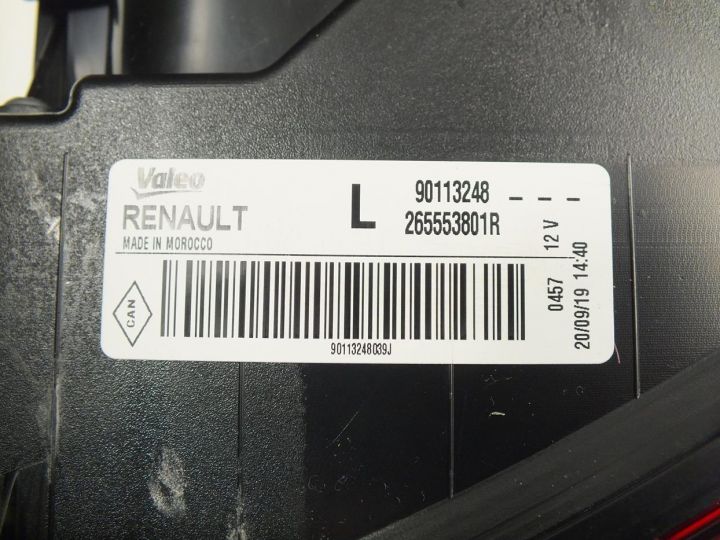 Valeo
RENAULT
MADE IN MOROCCO
L
90113248 - - -
265553801R
CAN
90113248039J
0457 12 V
20/09/19 14:40